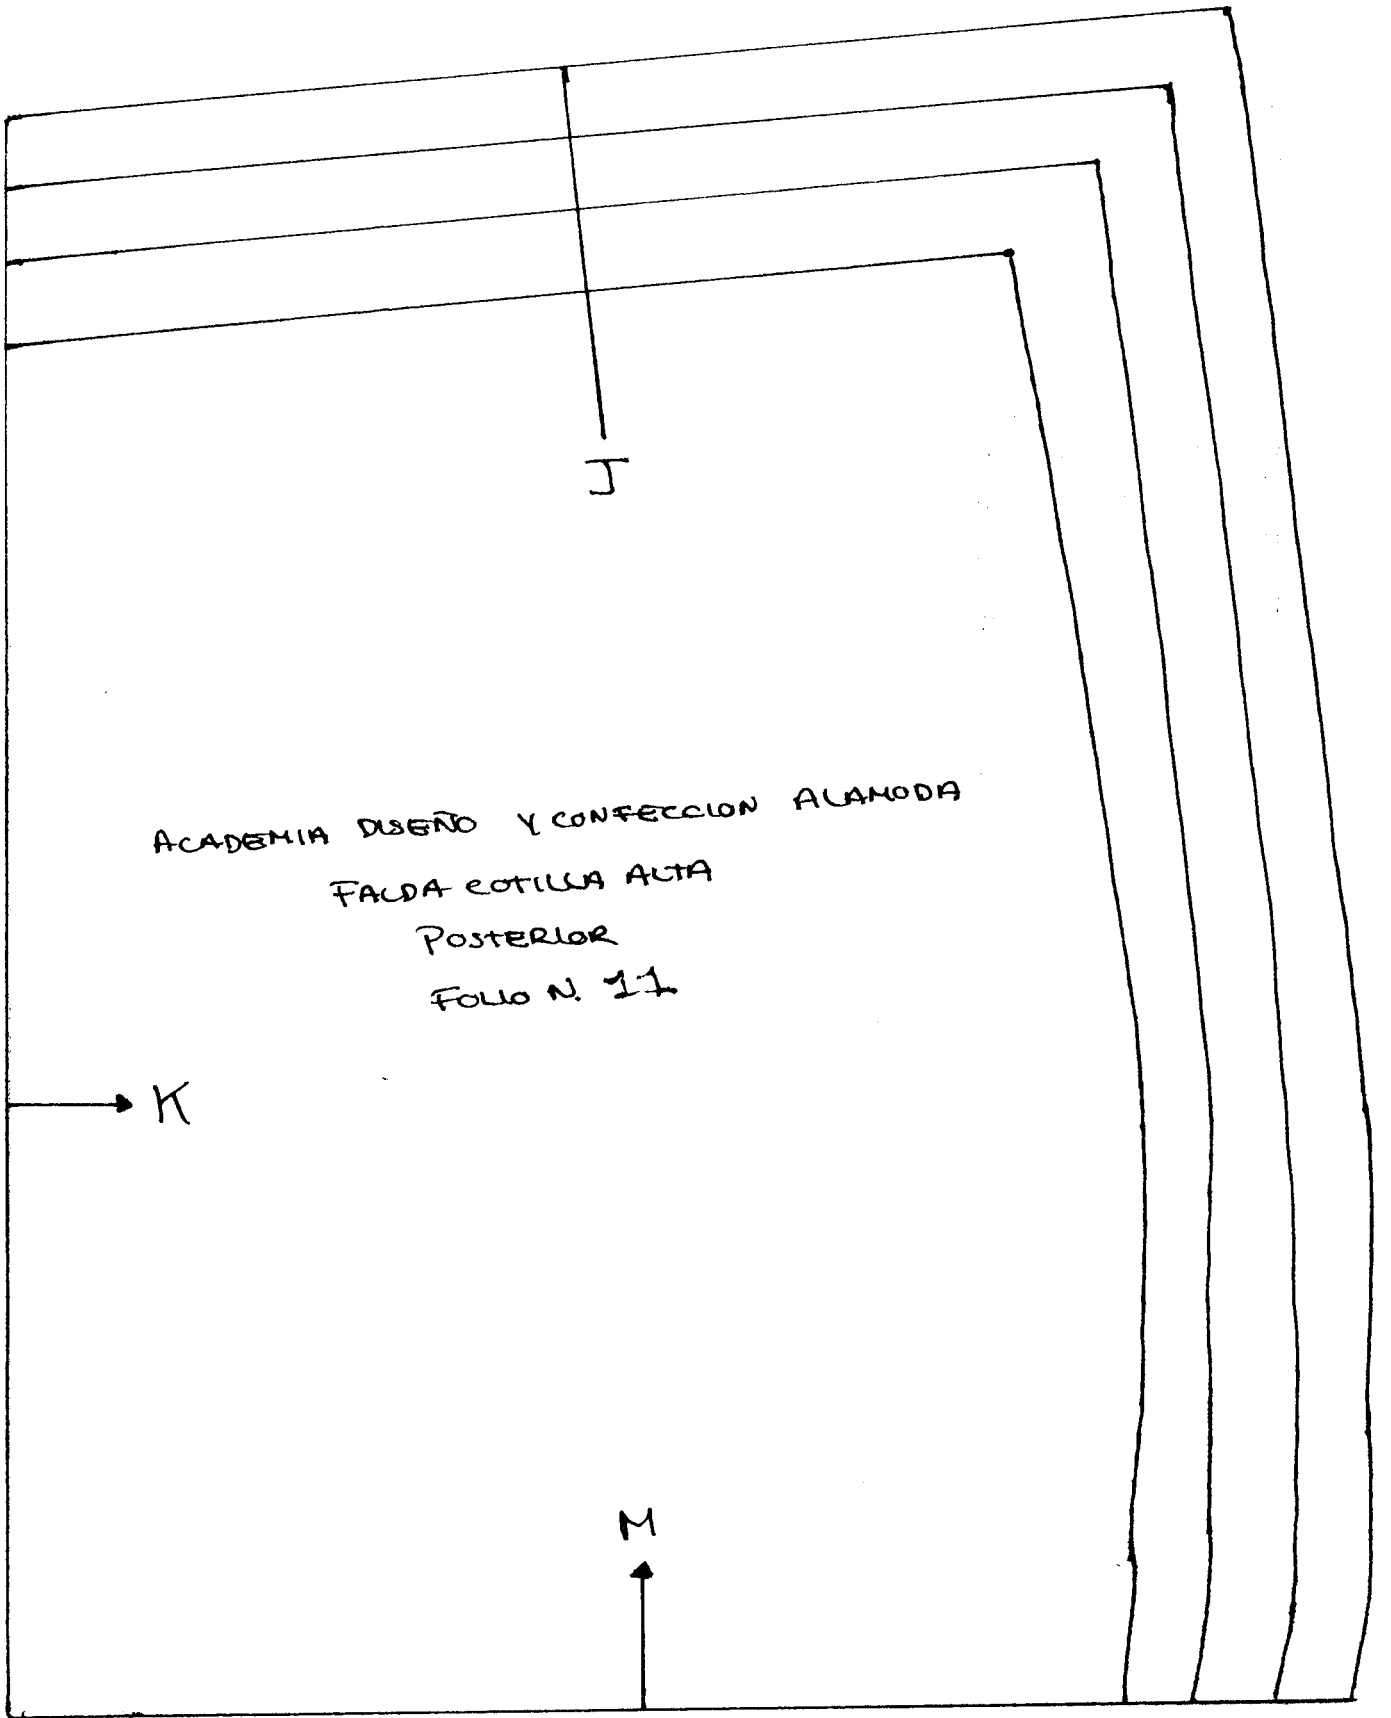 J
ACADEMIA DISEÑO Y CONFECCION ALAMODA
FALDA COTILLA ALTA
POSTERIOR
FOLIO N. 11
K
M